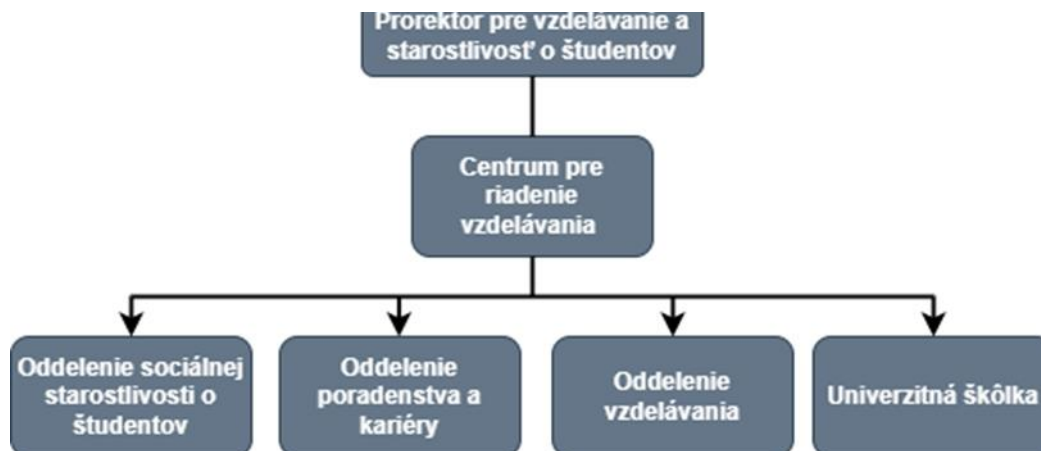 Prorektor pre vzdelávanie a
starostlivosť o študentov
Centrum pre
riadenie
vzdelávania
Oddelenie sociálnej
starostlivosti o
študentov
Oddelenie
poradenstva a
kariéry
Oddelenie
vzdelávania
Univerzitná škôlka